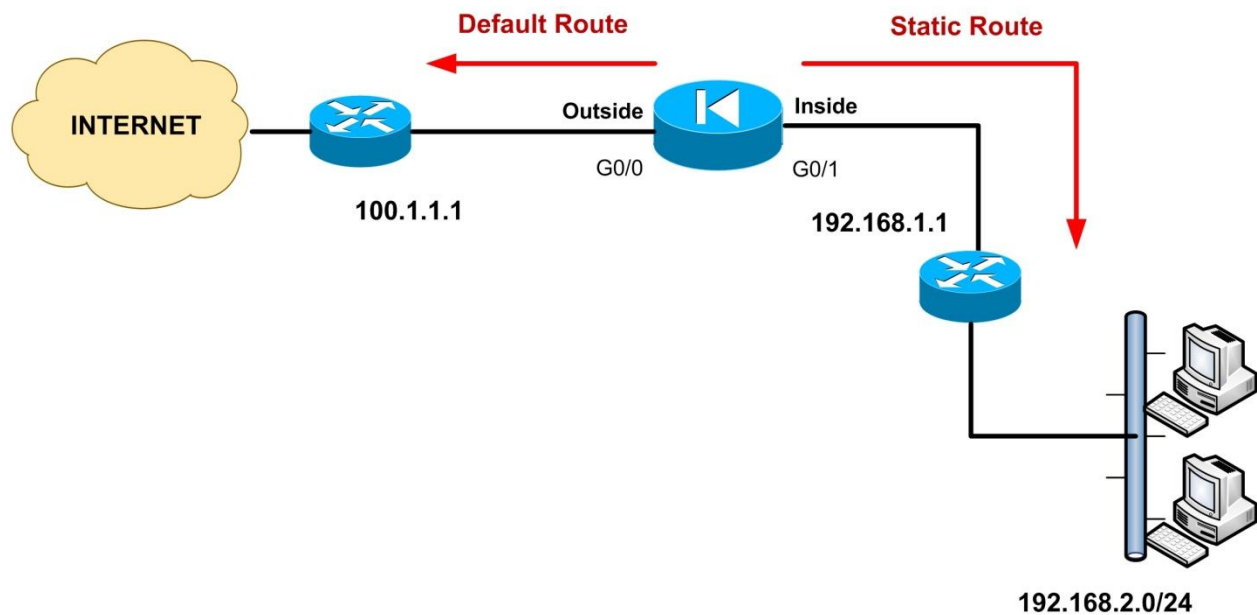 Default Route
Static Route
INTERNET
Outside
Inside
G0/0
G0/1
100.1.1.1
192.168.1.1
192.168.2.0/24